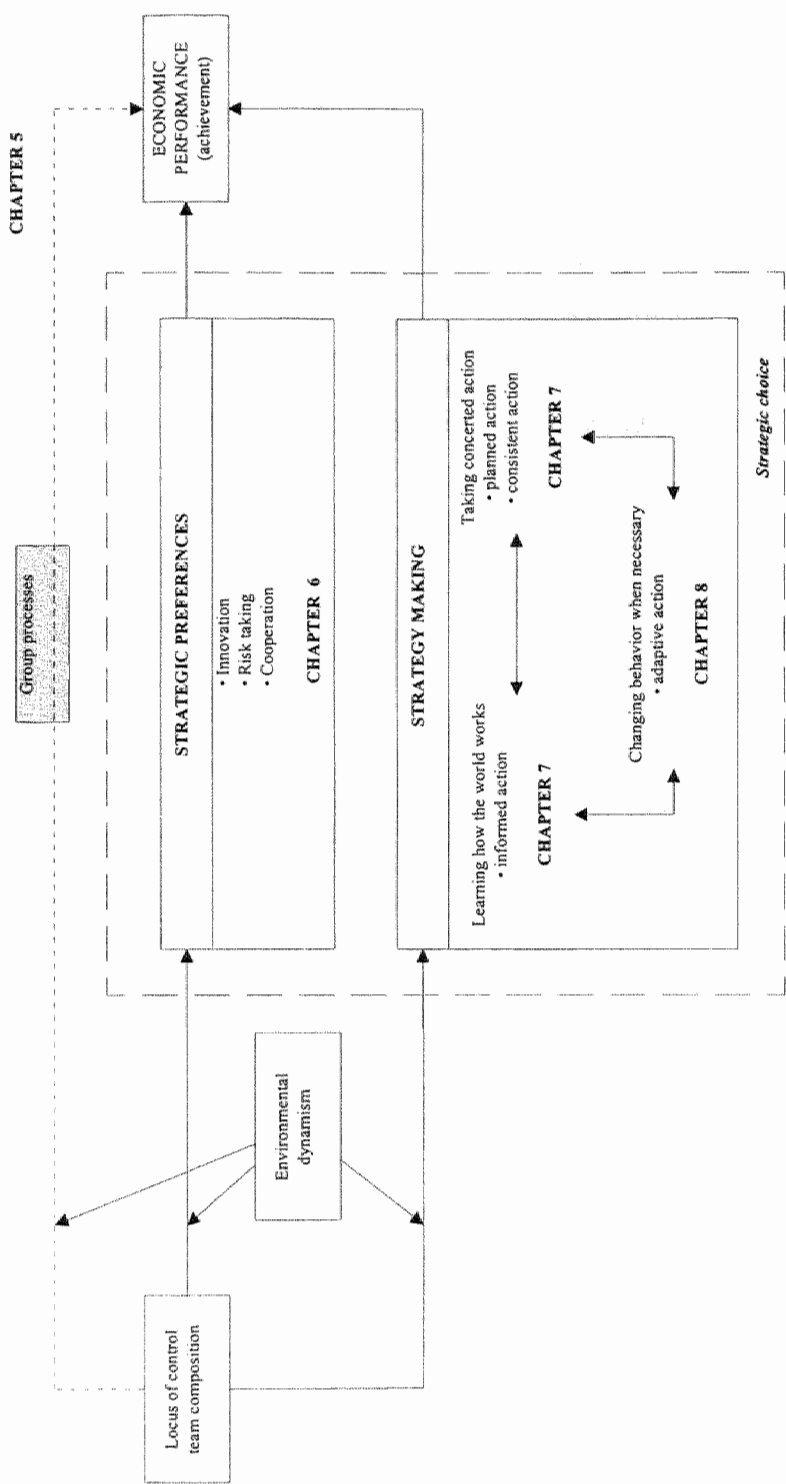 CHAPTER 5
Group processes
Locus of control
team composition
Environmental
dynamism
STRATEGIC PREFERENCES
• Innovation
• Risk taking
• Cooperation
CHAPTER 6
STRATEGY MAKING
Learning how the world works
• informed action
CHAPTER 7
Taking concerted action
• planned action
• consistent action
CHAPTER 7
Changing behavior when necessary
• adaptive action
CHAPTER 8
Strategic choice
ECONOMIC
PERFORMANCE
(achievement)